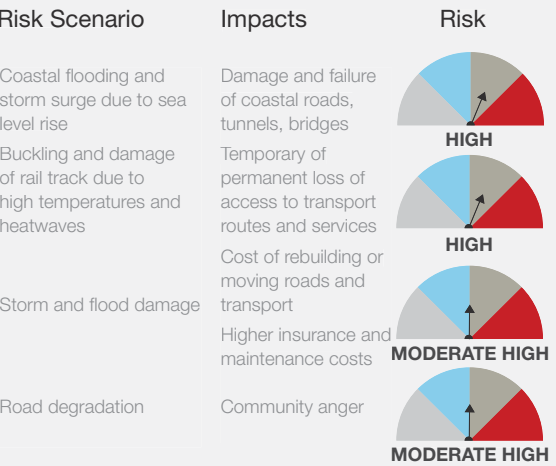 Risk Scenario
Impacts
Risk
Coastal flooding and
storm surge due to sea
level rise
Damage and failure
of coastal roads,
tunnels, bridges
HIGH
Buckling and damage
of rail track due to
high temperatures and
heatwaves
Temporary of
permanent loss of
access to transport
routes and services
HIGH
Storm and flood damage
Cost of rebuilding or
moving roads and
transport
Higher insurance and
maintenance costs
MODERATE HIGH
Road degradation
Community anger
MODERATE HIGH